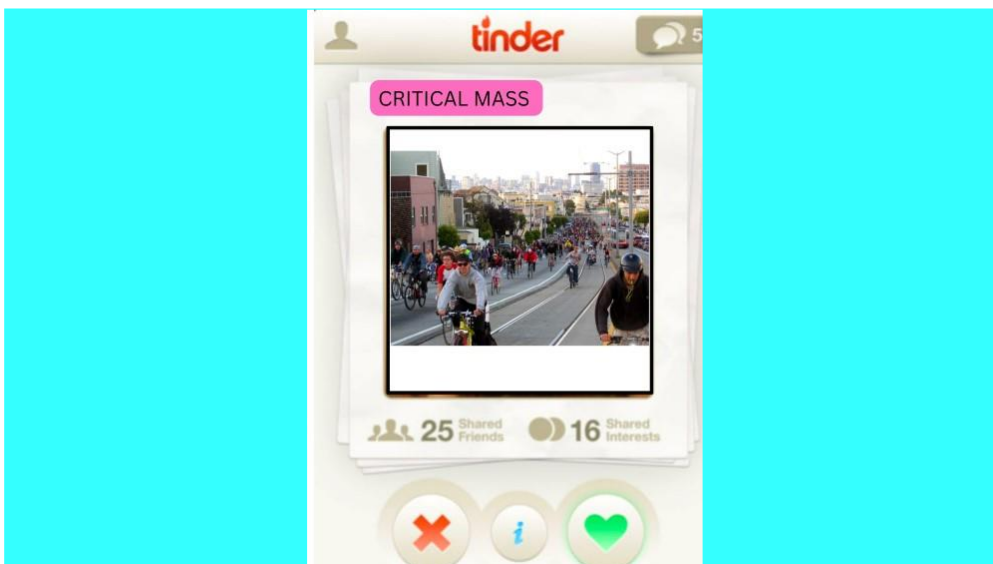 tinder
5
CRITICAL MASS
25 Shared Friends
16 Shared Interests
i